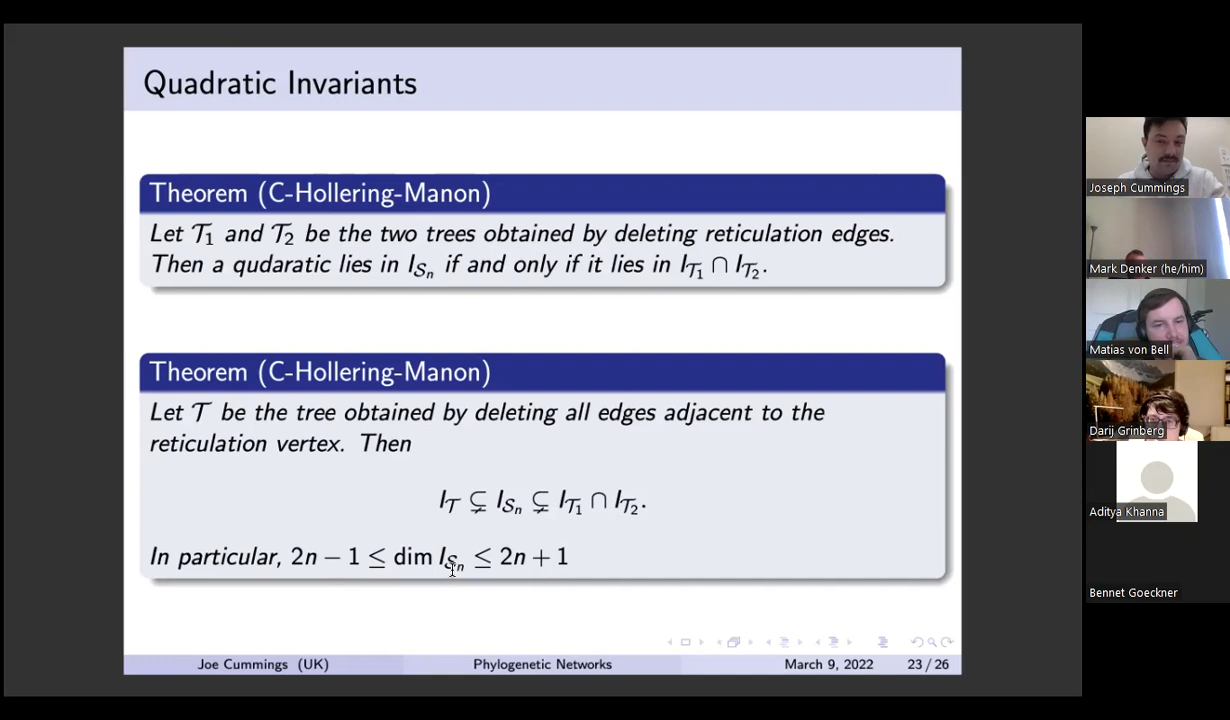 Quadratic Invariants
Theorem (C-Hollering-Manon)
Let 𝒯₁ and 𝒯₂ be the two trees obtained by deleting reticulation edges.
Then a qudaratic lies in I_{𝒮ₙ} if and only if it lies in I_{𝒯₁} ∩ I_{𝒯₂}.
Theorem (C-Hollering-Manon)
Let 𝒯 be the tree obtained by deleting all edges adjacent to the
reticulation vertex. Then
I_𝒯 ⊊ I_{𝒮ₙ} ⊊ I_{𝒯₁} ∩ I_{𝒯₂}.
In particular, 2n − 1 ≤ dim I_{𝒮ₙ} ≤ 2n + 1
Joe Cummings (UK) Phylogenetic Networks March 9, 2022 23 / 26
Joseph Cummings
Mark Denker (he/him)
Matias von Bell
Darij Grinberg
Aditya Khanna
Bennet Goeckner